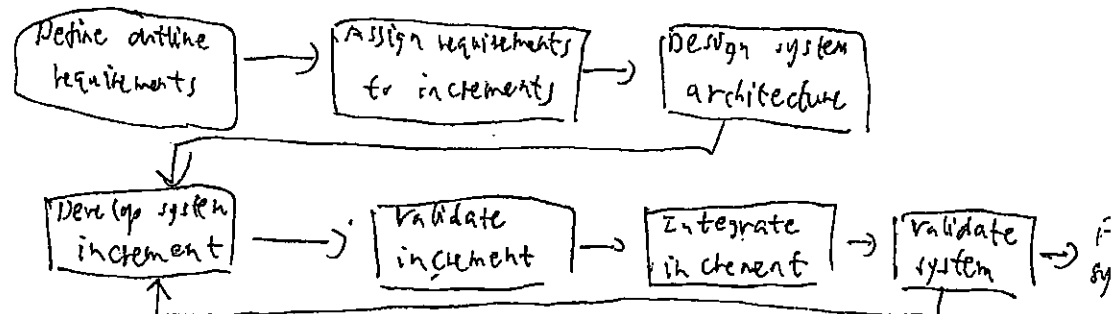 Define outline
requirements
Assign requirements
to increments
Design system
architecture
Develop system
increment
Validate
increment
Integrate
increment
validate
system